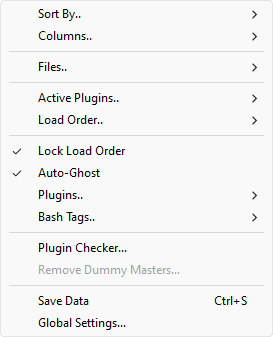 Sort By..
Columns..
Files..
Active Plugins..
Load Order..
Lock Load Order
Auto-Ghost
Plugins..
Bash Tags..
Plugin Checker...
Remove Dummy Masters...
Save Data Ctrl+S
Global Settings...